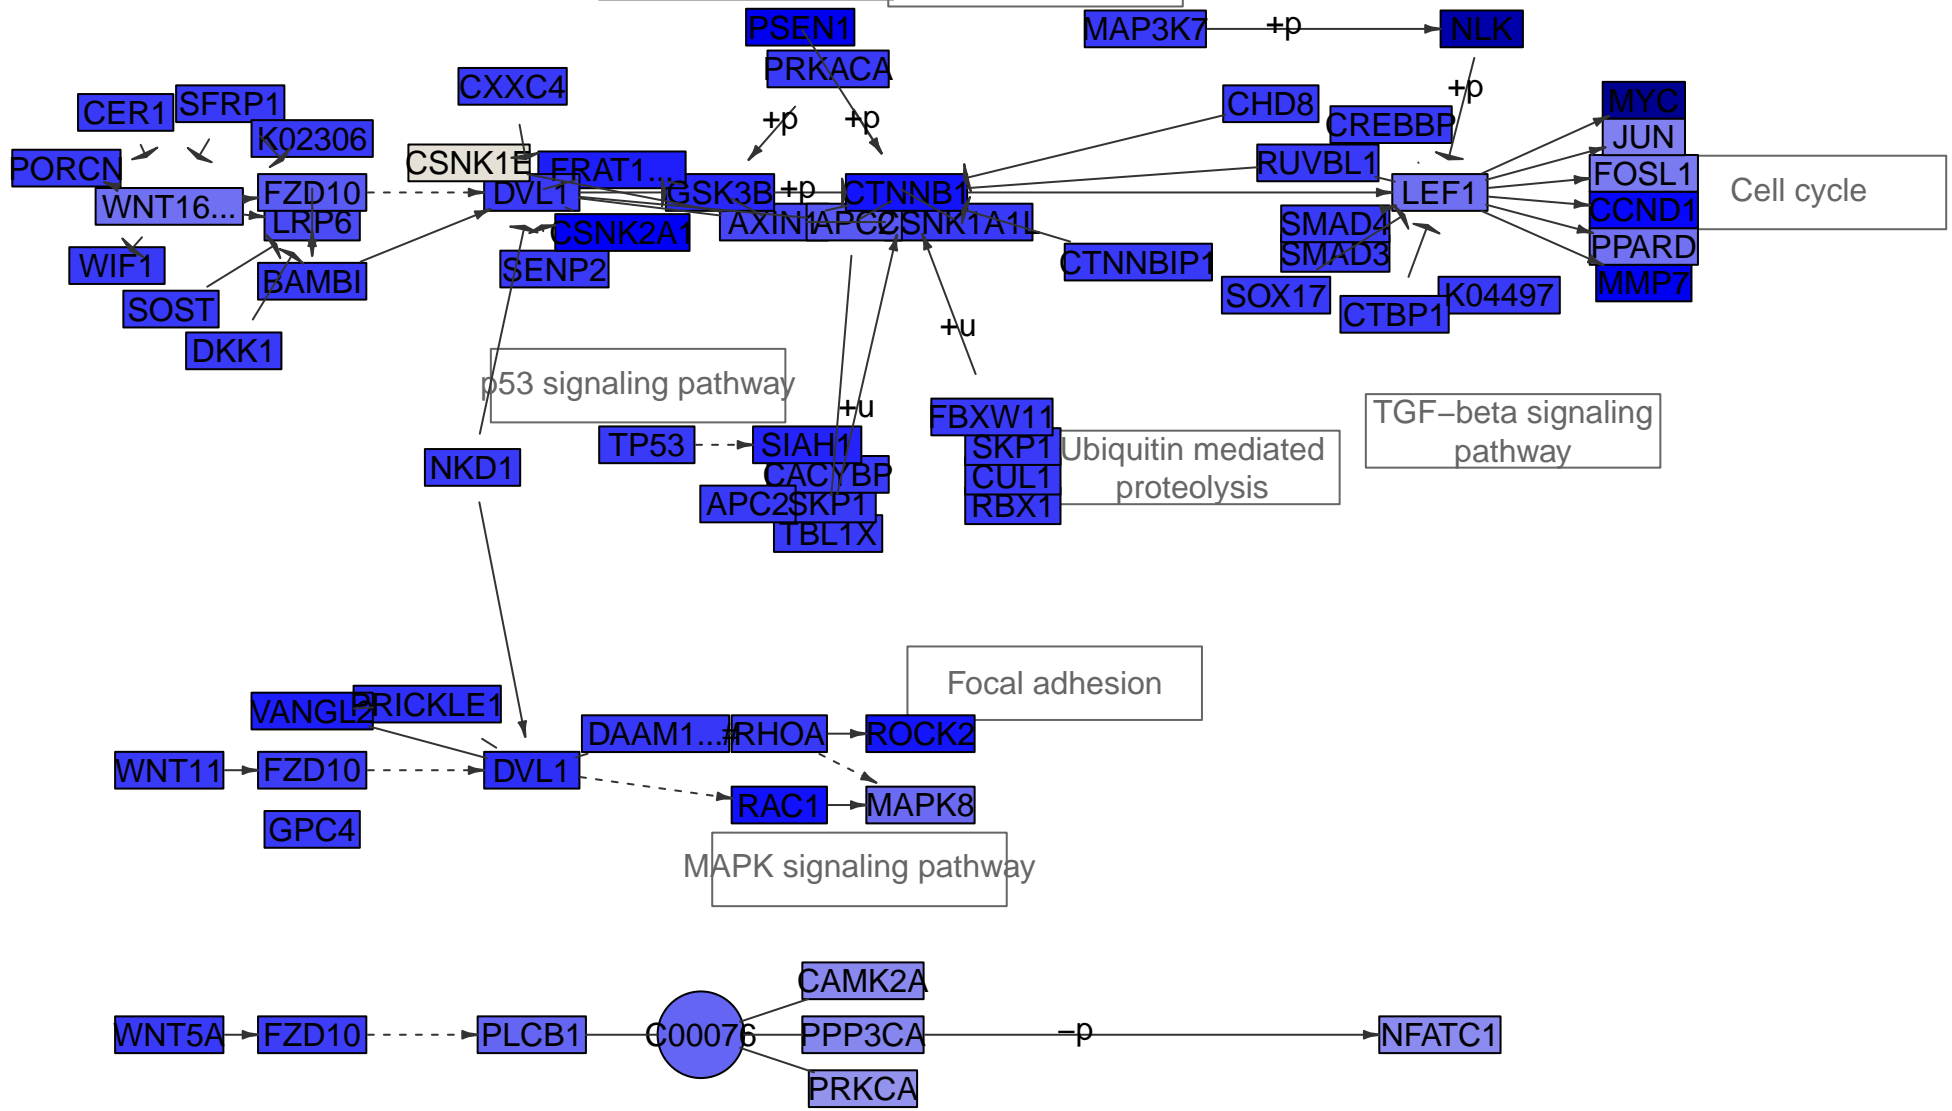 PSEN1
MAP3K7
+p
NLK
PRKACA
CXXC4
+p
CER1
SFRP1
CHD8
MYC
+p
+p
CREBBP
K02306
JUN
PORCN
CSNK1E
FRAT1...
RUVBL1
FOSL1
Cell cycle
WNT16...
FZD10
DVL1
GSK3B
+p
CTNNB1
LEF1
CCND1
LRP6
AXIN1
APC2
CSNK1A1L
SMAD4
CSNK2A1
PPARD
WIF1
BAMBI
SENP2
CTNNBIP1
SMAD3
MMP7
SOST
SOX17
K04497
CTBP1
DKK1
+u
p53 signaling pathway
+u
FBXW11
TGF−beta signaling
pathway
TP53
SIAH1
SKP1
Ubiquitin mediated
proteolysis
NKD1
CACYBP
CUL1
APC2
SKP1
RBX1
TBL1X
Focal adhesion
VANGL2
PRICKLE1
DAAM1...
#
RHOA
ROCK2
WNT11
FZD10
DVL1
RAC1
MAPK8
GPC4
MAPK signaling pathway
CAMK2A
WNT5A
FZD10
PLCB1
C00076
PPP3CA
−p
NFATC1
PRKCA